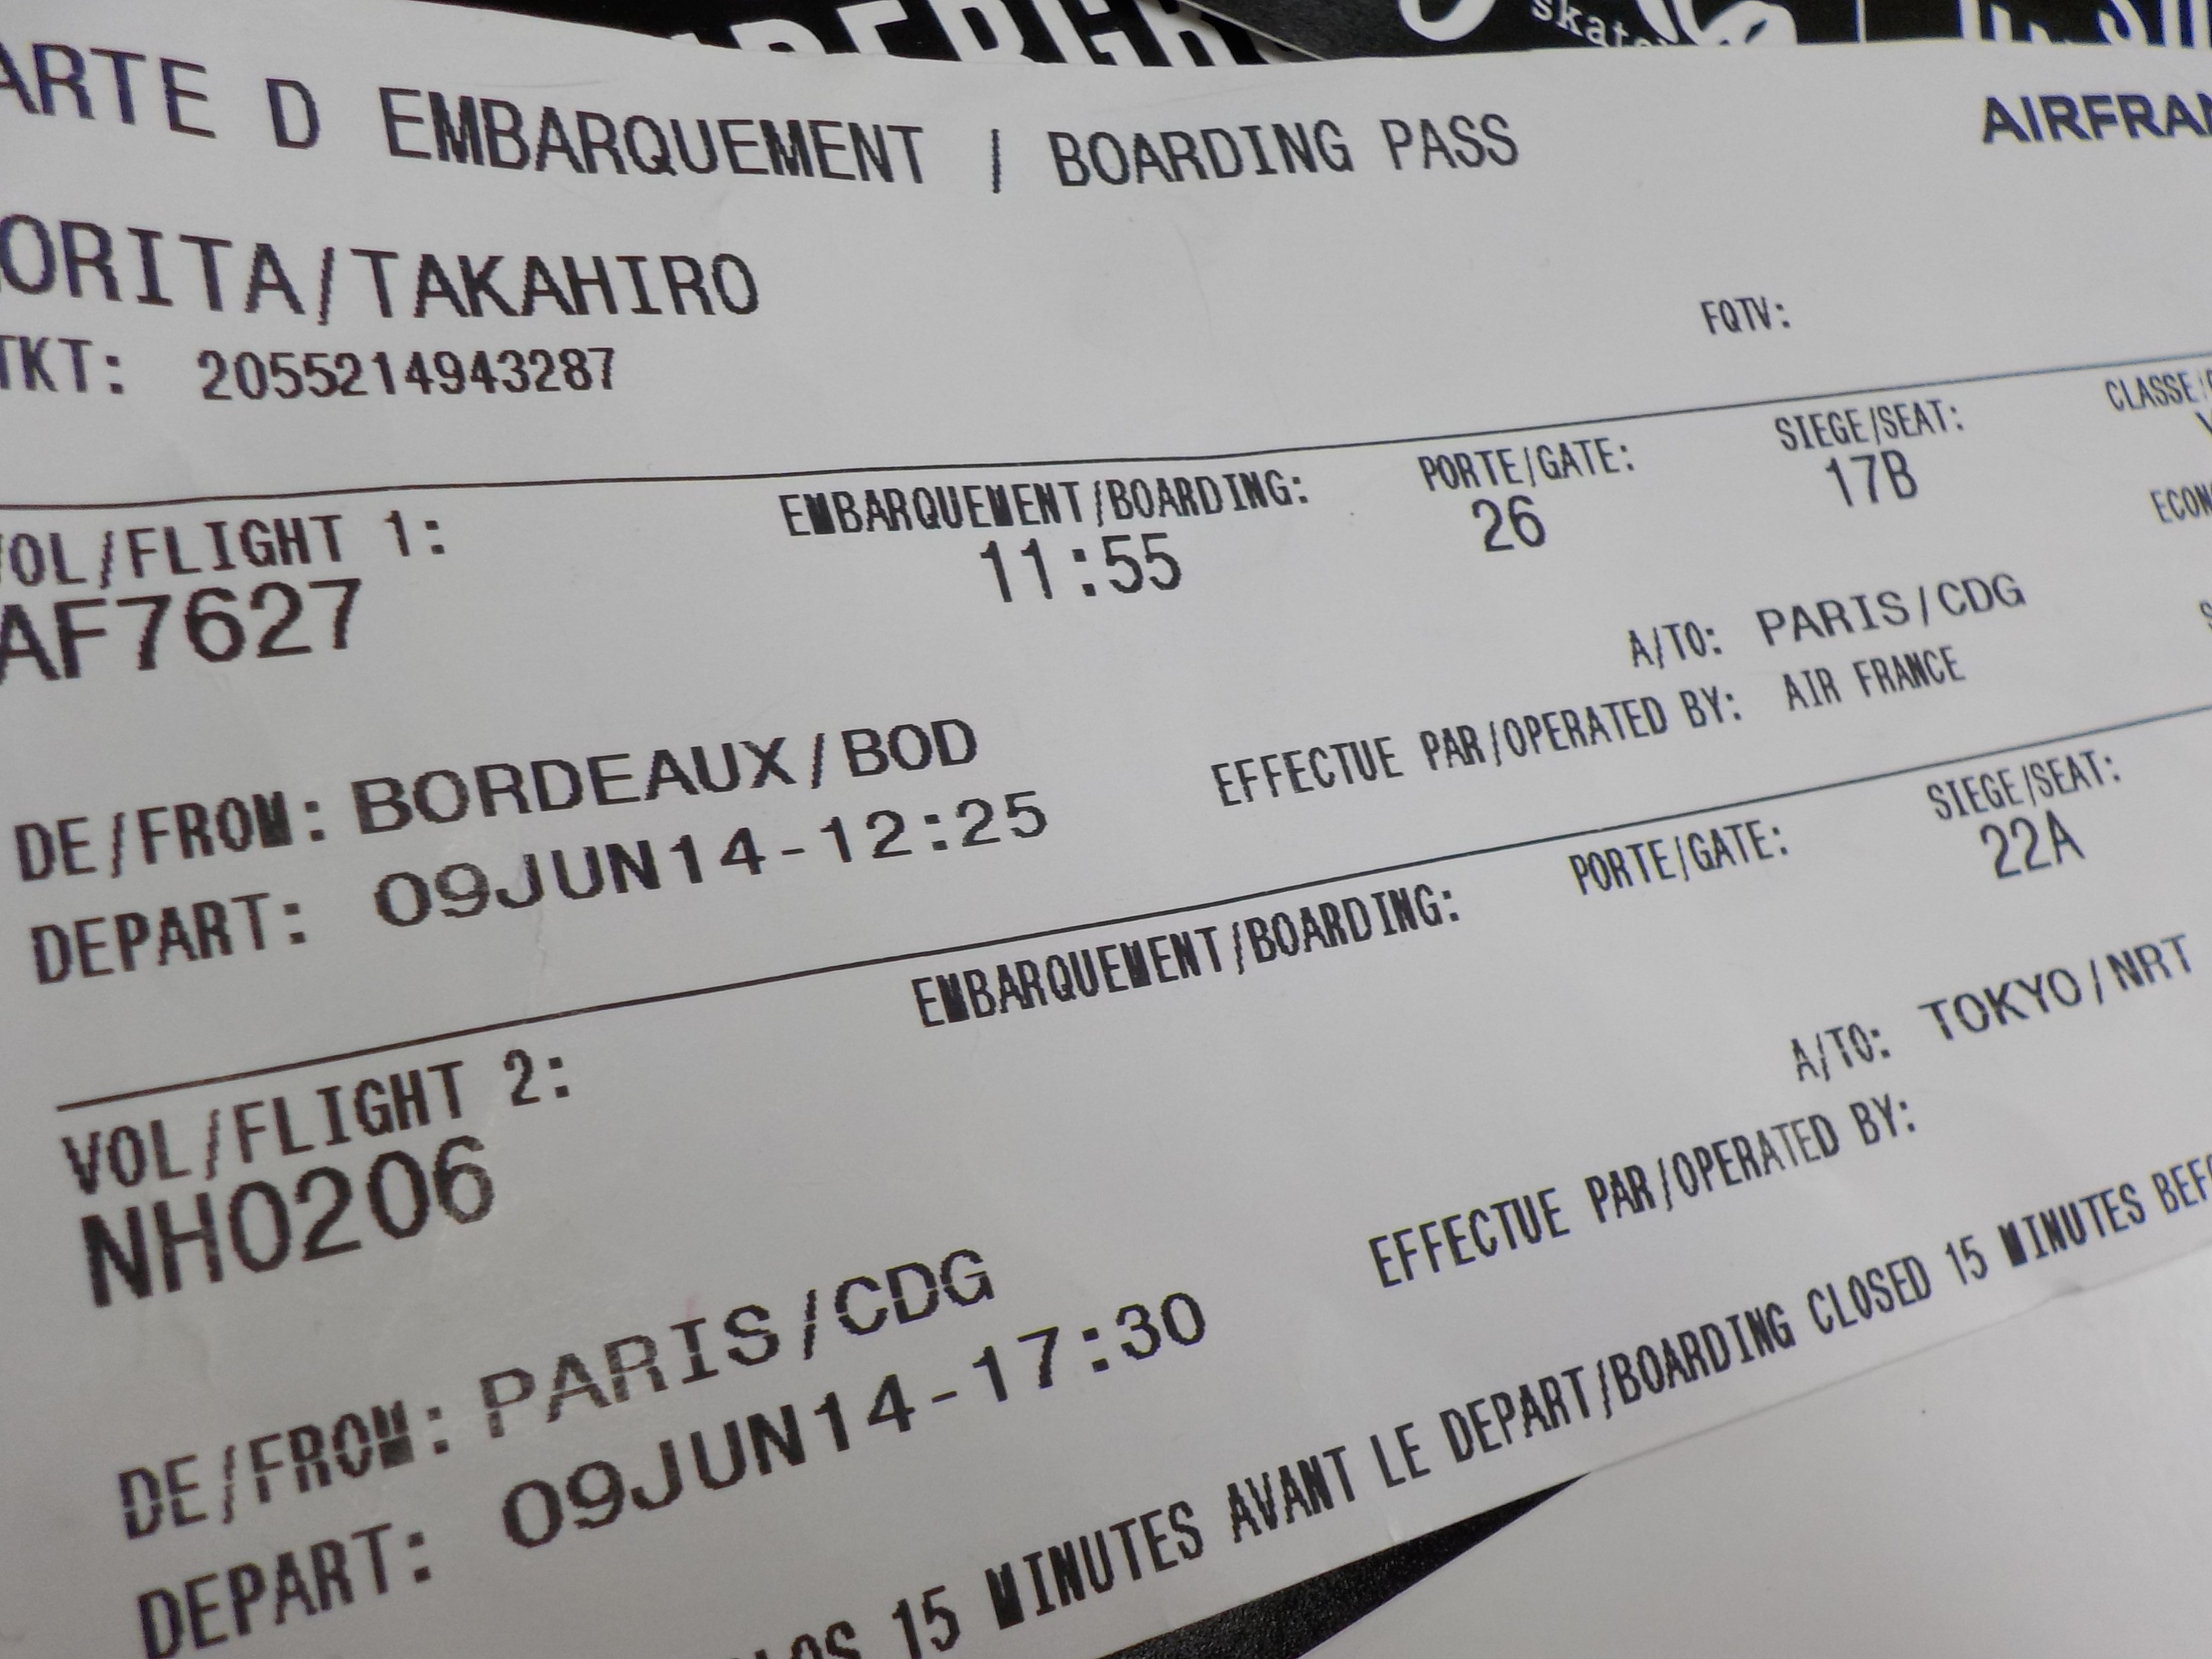 skate
ARTE D EMBARQUEMENT / BOARDING PASS
AIRFRAN
ORITA/TAKAHIRO
TKT: 2055214943287
FQTV:
VOL/FLIGHT 1: EMBARQUEMENT/BOARDING: PORTE/GATE: SIEGE/SEAT: CLASSE/
AF7627 11:55 26 17B
ECON
DE/FROM: BORDEAUX/BOD A/TO: PARIS/CDG
DEPART: 09JUN14-12:25 EFFECTUE PAR/OPERATED BY: AIR FRANCE
VOL/FLIGHT 2: EMBARQUEMENT/BOARDING: PORTE/GATE: SIEGE/SEAT:
NH0206 22A
DE/FROM: PARIS/CDG A/TO: TOKYO/NRT
DEPART: 09JUN14-17:30 EFFECTUE PAR/OPERATED BY:
LOS 15 MINUTES AVANT LE DEPART/BOARDING CLOSED 15 MINUTES BEFO